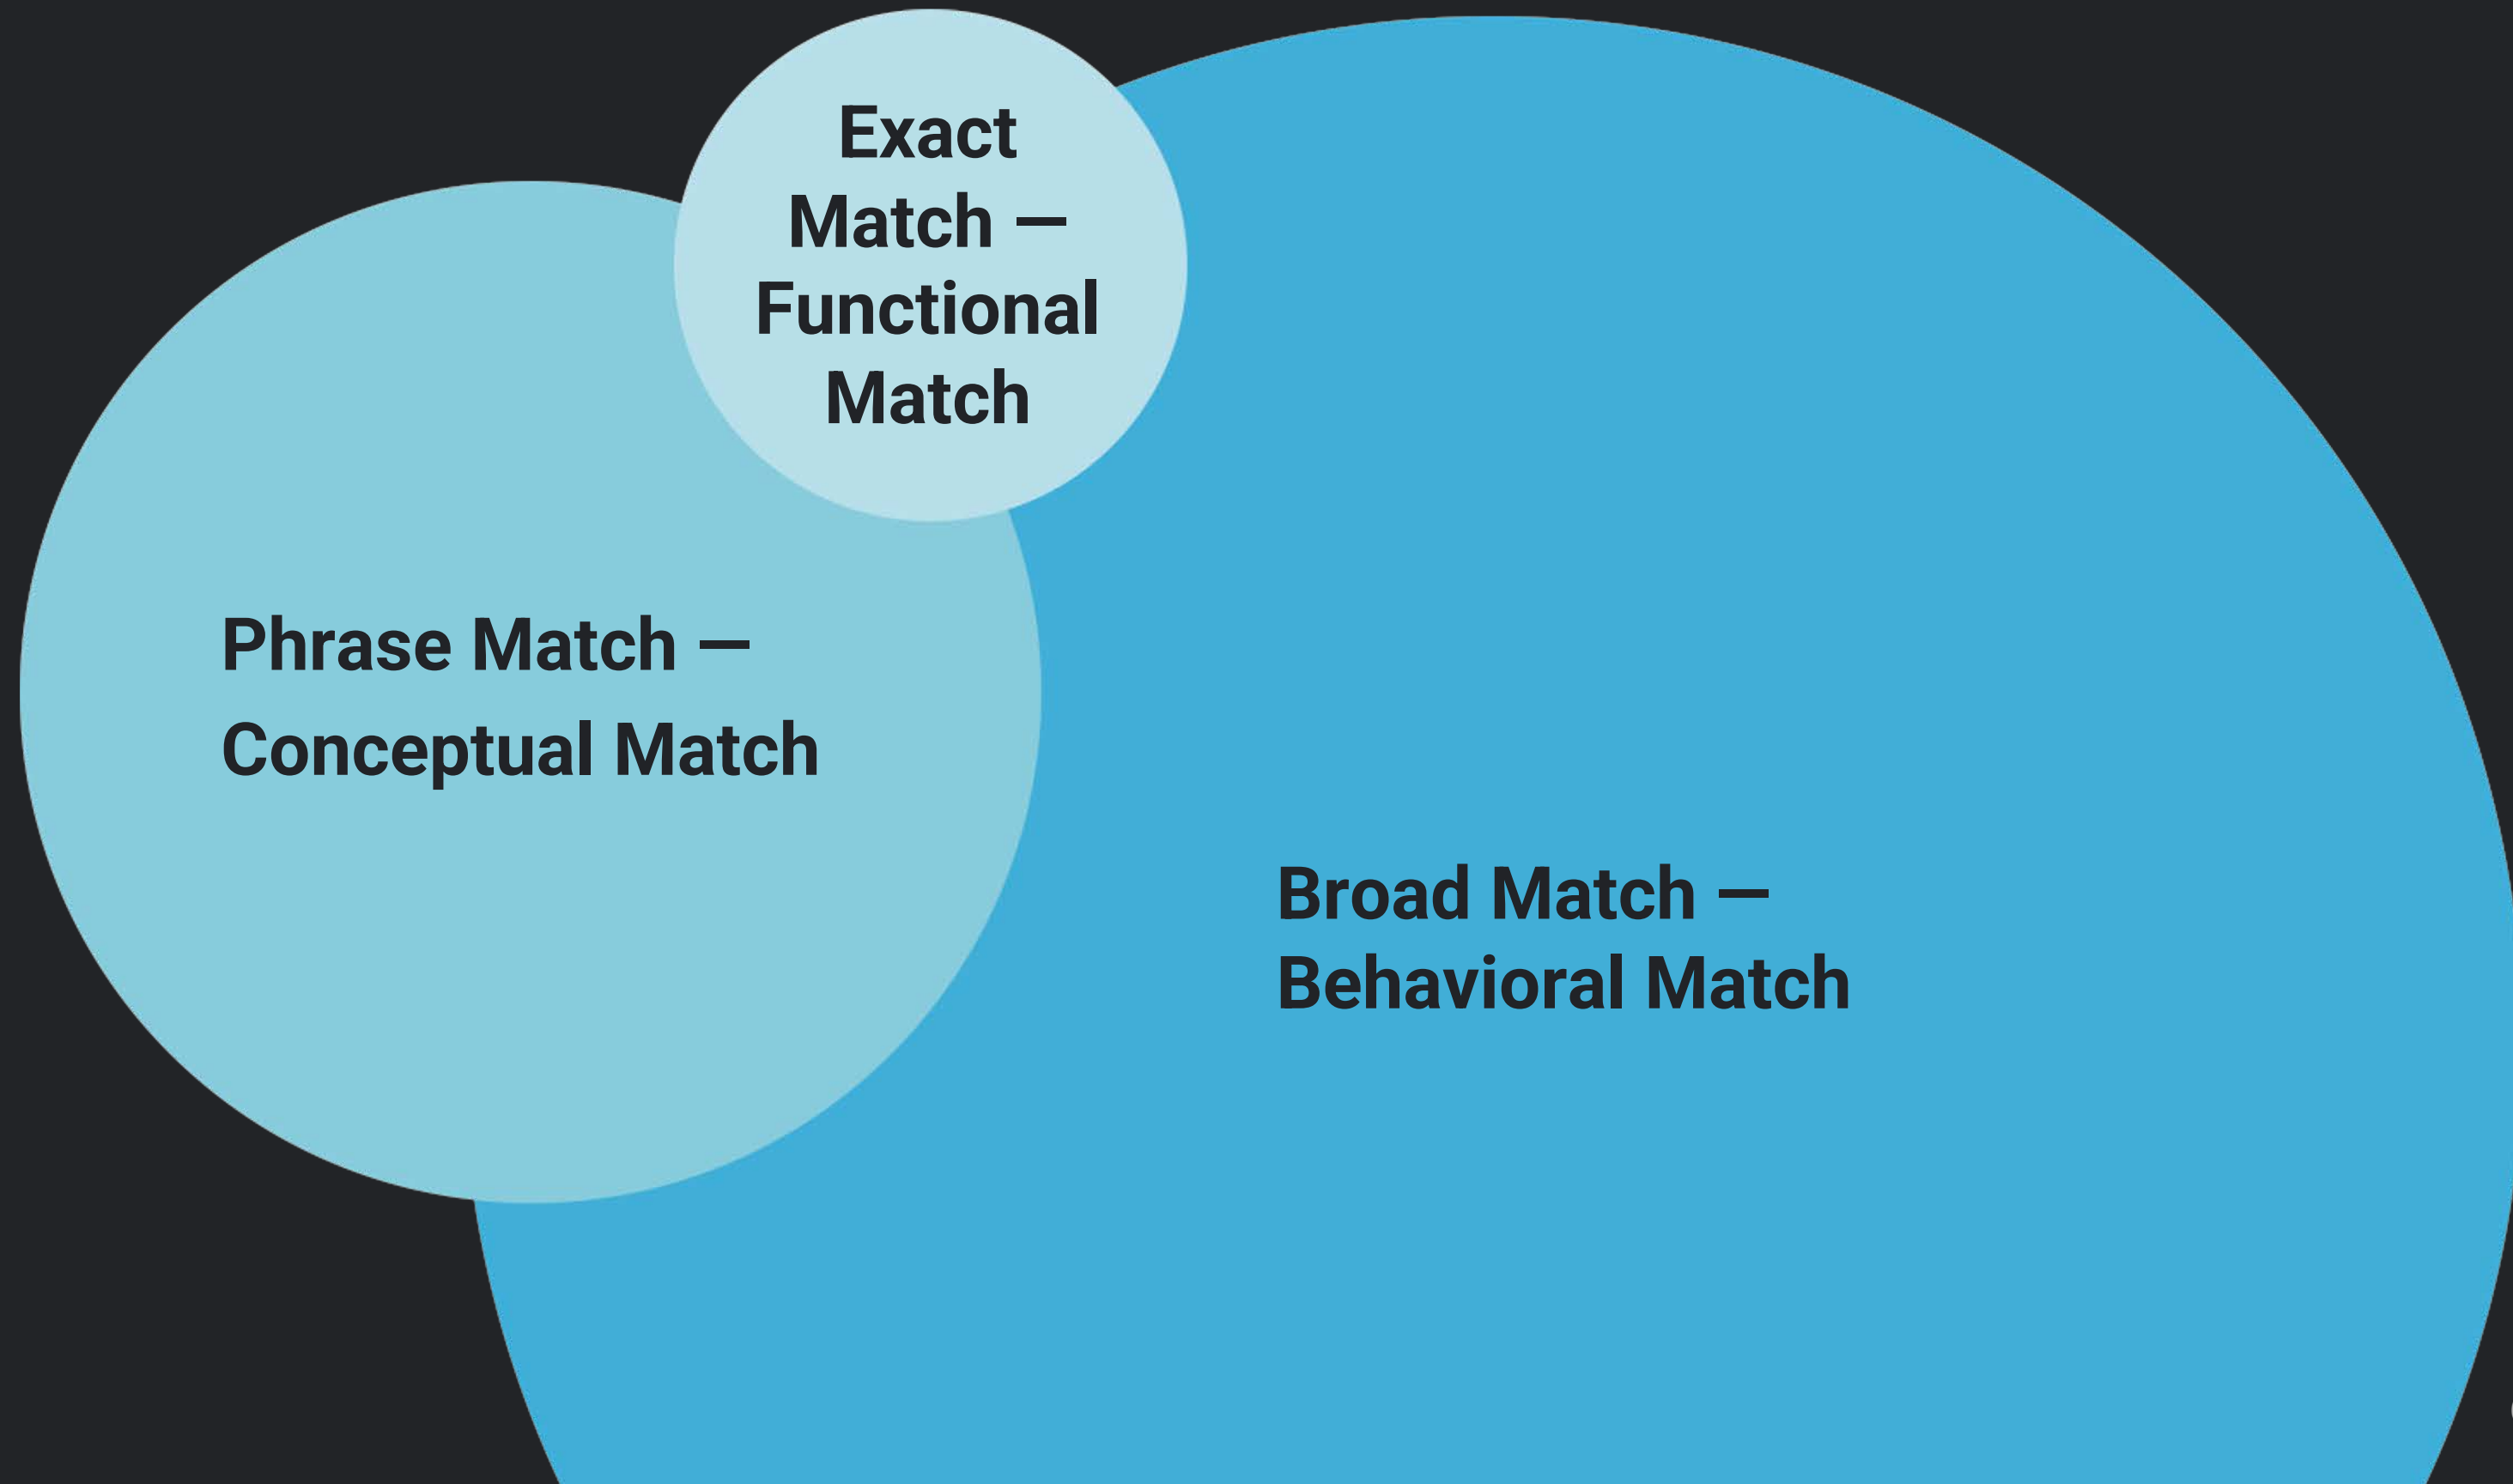 Exact
Match —
Functional
Match
Phrase Match —
Conceptual Match
Broad Match —
Behavioral Match